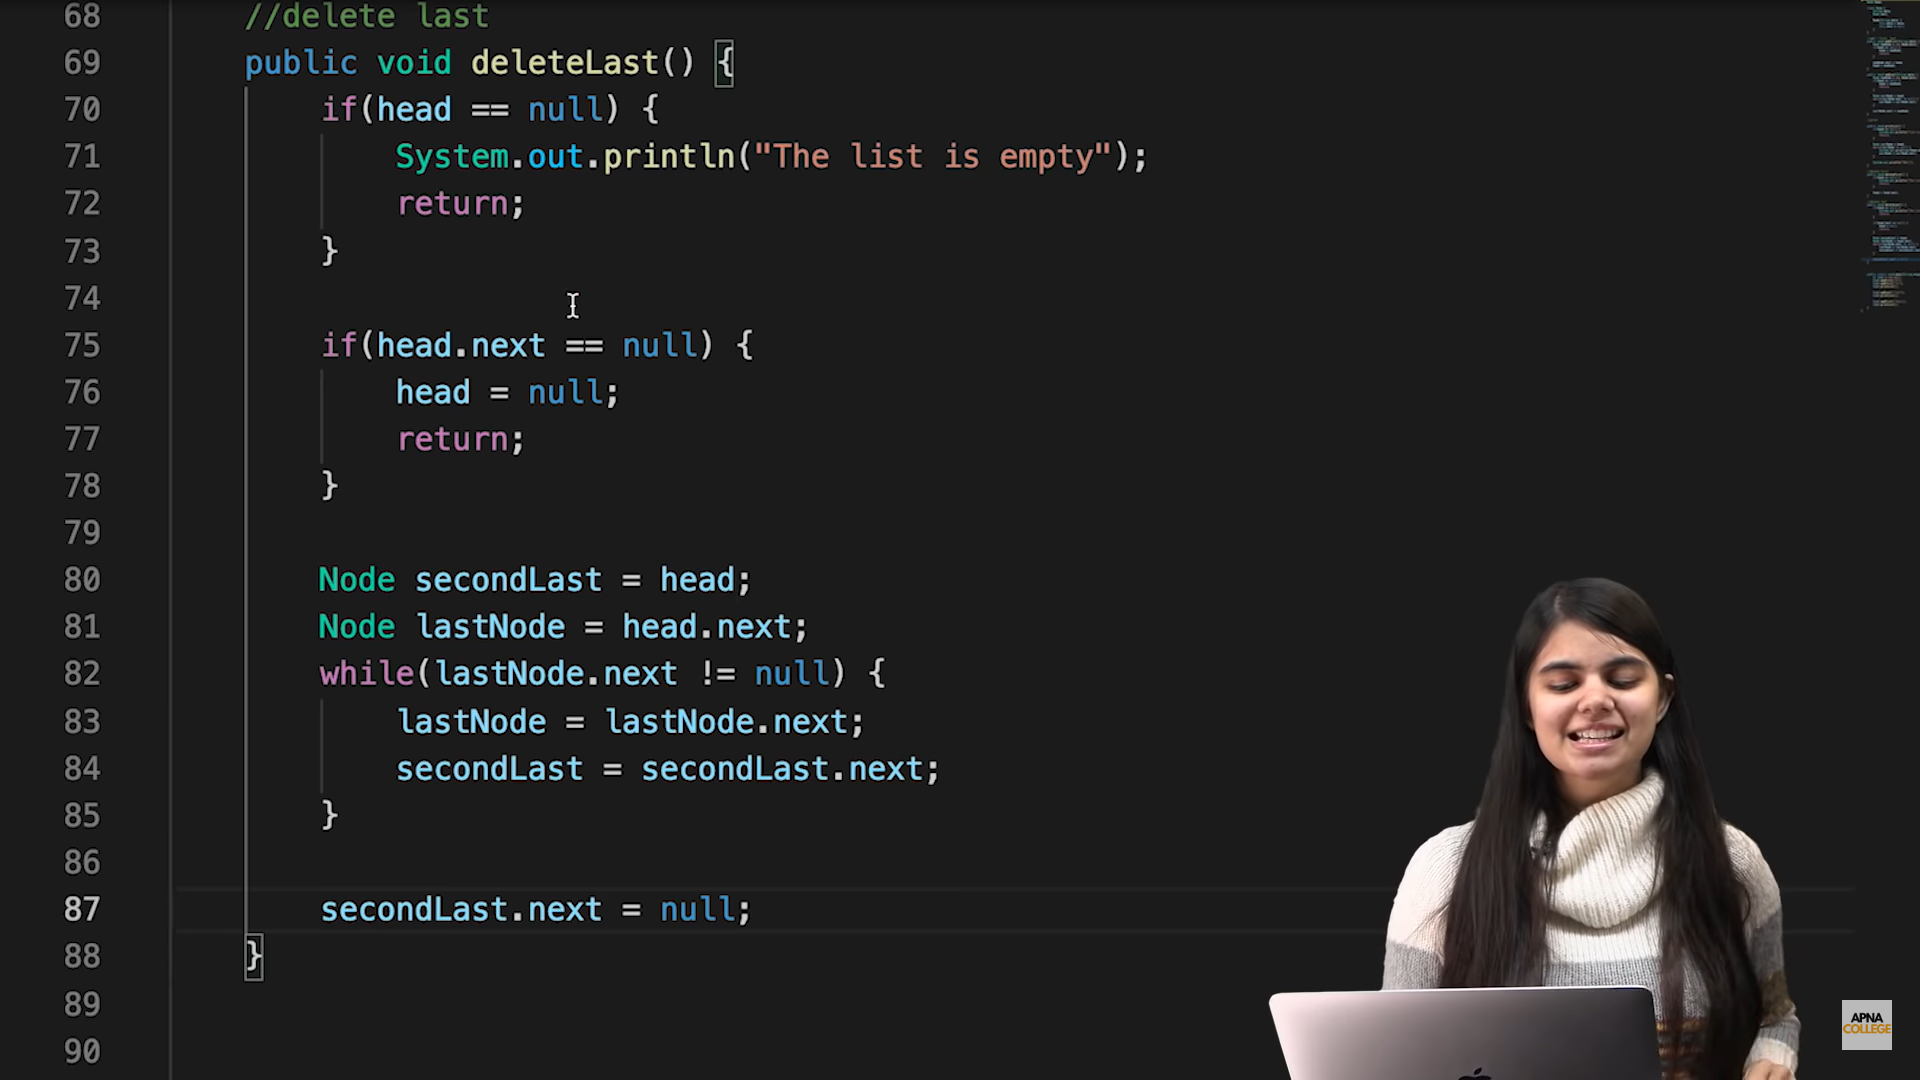 68 //delete last
69 public void deleteLast() {
70 if(head == null) {
71 System.out.println("The list is empty");
72 return;
73 }
74
75 if(head.next == null) {
76 head = null;
77 return;
78 }
79
80 Node secondLast = head;
81 Node lastNode = head.next;
82 while(lastNode.next != null) {
83 lastNode = lastNode.next;
84 secondLast = secondLast.next;
85 }
86
87 secondLast.next = null;
88 }
89
90
APNA
COLLEGE